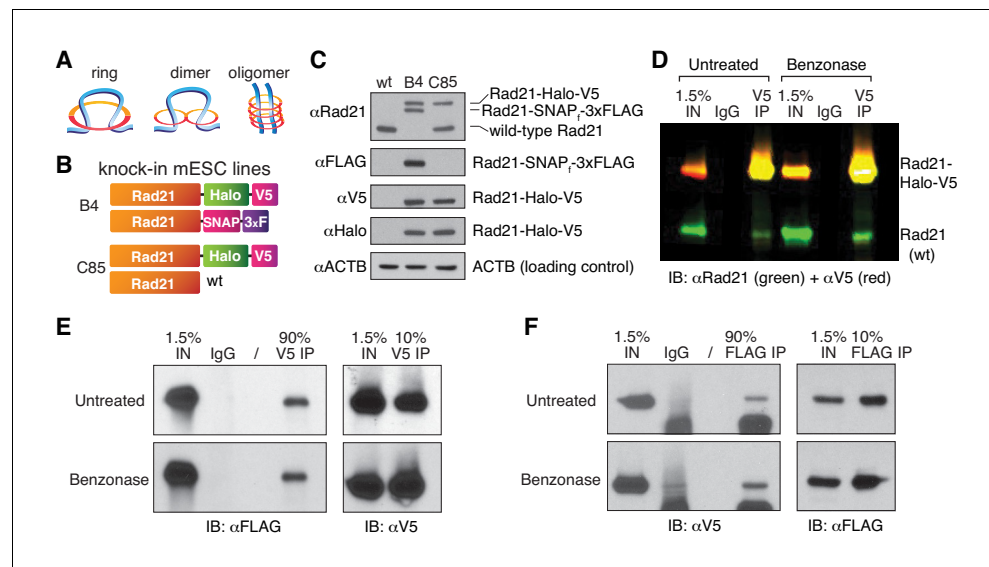 A
ring
dimer
oligomer
B
knock-in mESC lines
B4
Rad21
Halo
V5
Rad21
SNAP
3xF
C85
Rad21
Halo
V5
Rad21
wt
C
wt B4 C85
αRad21
Rad21-Halo-V5
Rad21-SNAPf-3xFLAG
wild-type Rad21
αFLAG
Rad21-SNAPf-3xFLAG
αV5
Rad21-Halo-V5
αHalo
Rad21-Halo-V5
αACTB
ACTB (loading control)
D
Untreated
Benzonase
1.5% IN
IgG
V5 IP
1.5% IN
IgG
V5 IP
Rad21-
Halo-V5
Rad21
(wt)
IB: αRad21 (green) + αV5 (red)
E
1.5% IN
IgG
/
90% V5 IP
1.5% IN
10% V5 IP
Untreated
Benzonase
IB: αFLAG
IB: αV5
F
1.5% IN
IgG
/
90% FLAG IP
1.5% IN
10% FLAG IP
Untreated
Benzonase
IB: αV5
IB: αFLAG